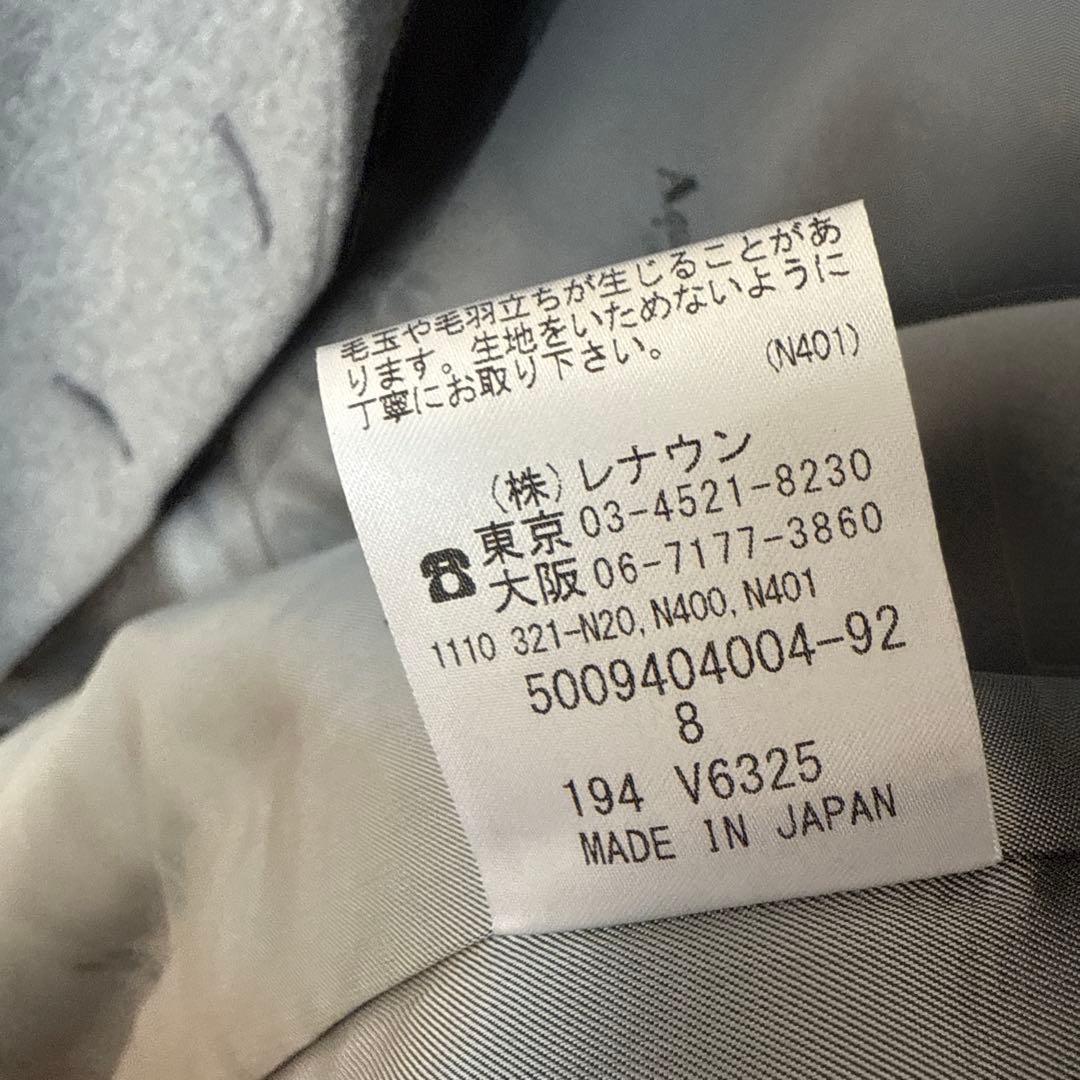 毛玉や毛羽立ちが生じることがあ
ります。生地をいためないように
丁寧にお取り下さい。
(N401)
(株)レナウン
☎東京 03-4521-8230
大阪 06-7177-3860
1110 321-N20, N400, N401
5009404004-92
8
194 V6325
MADE IN JAPAN